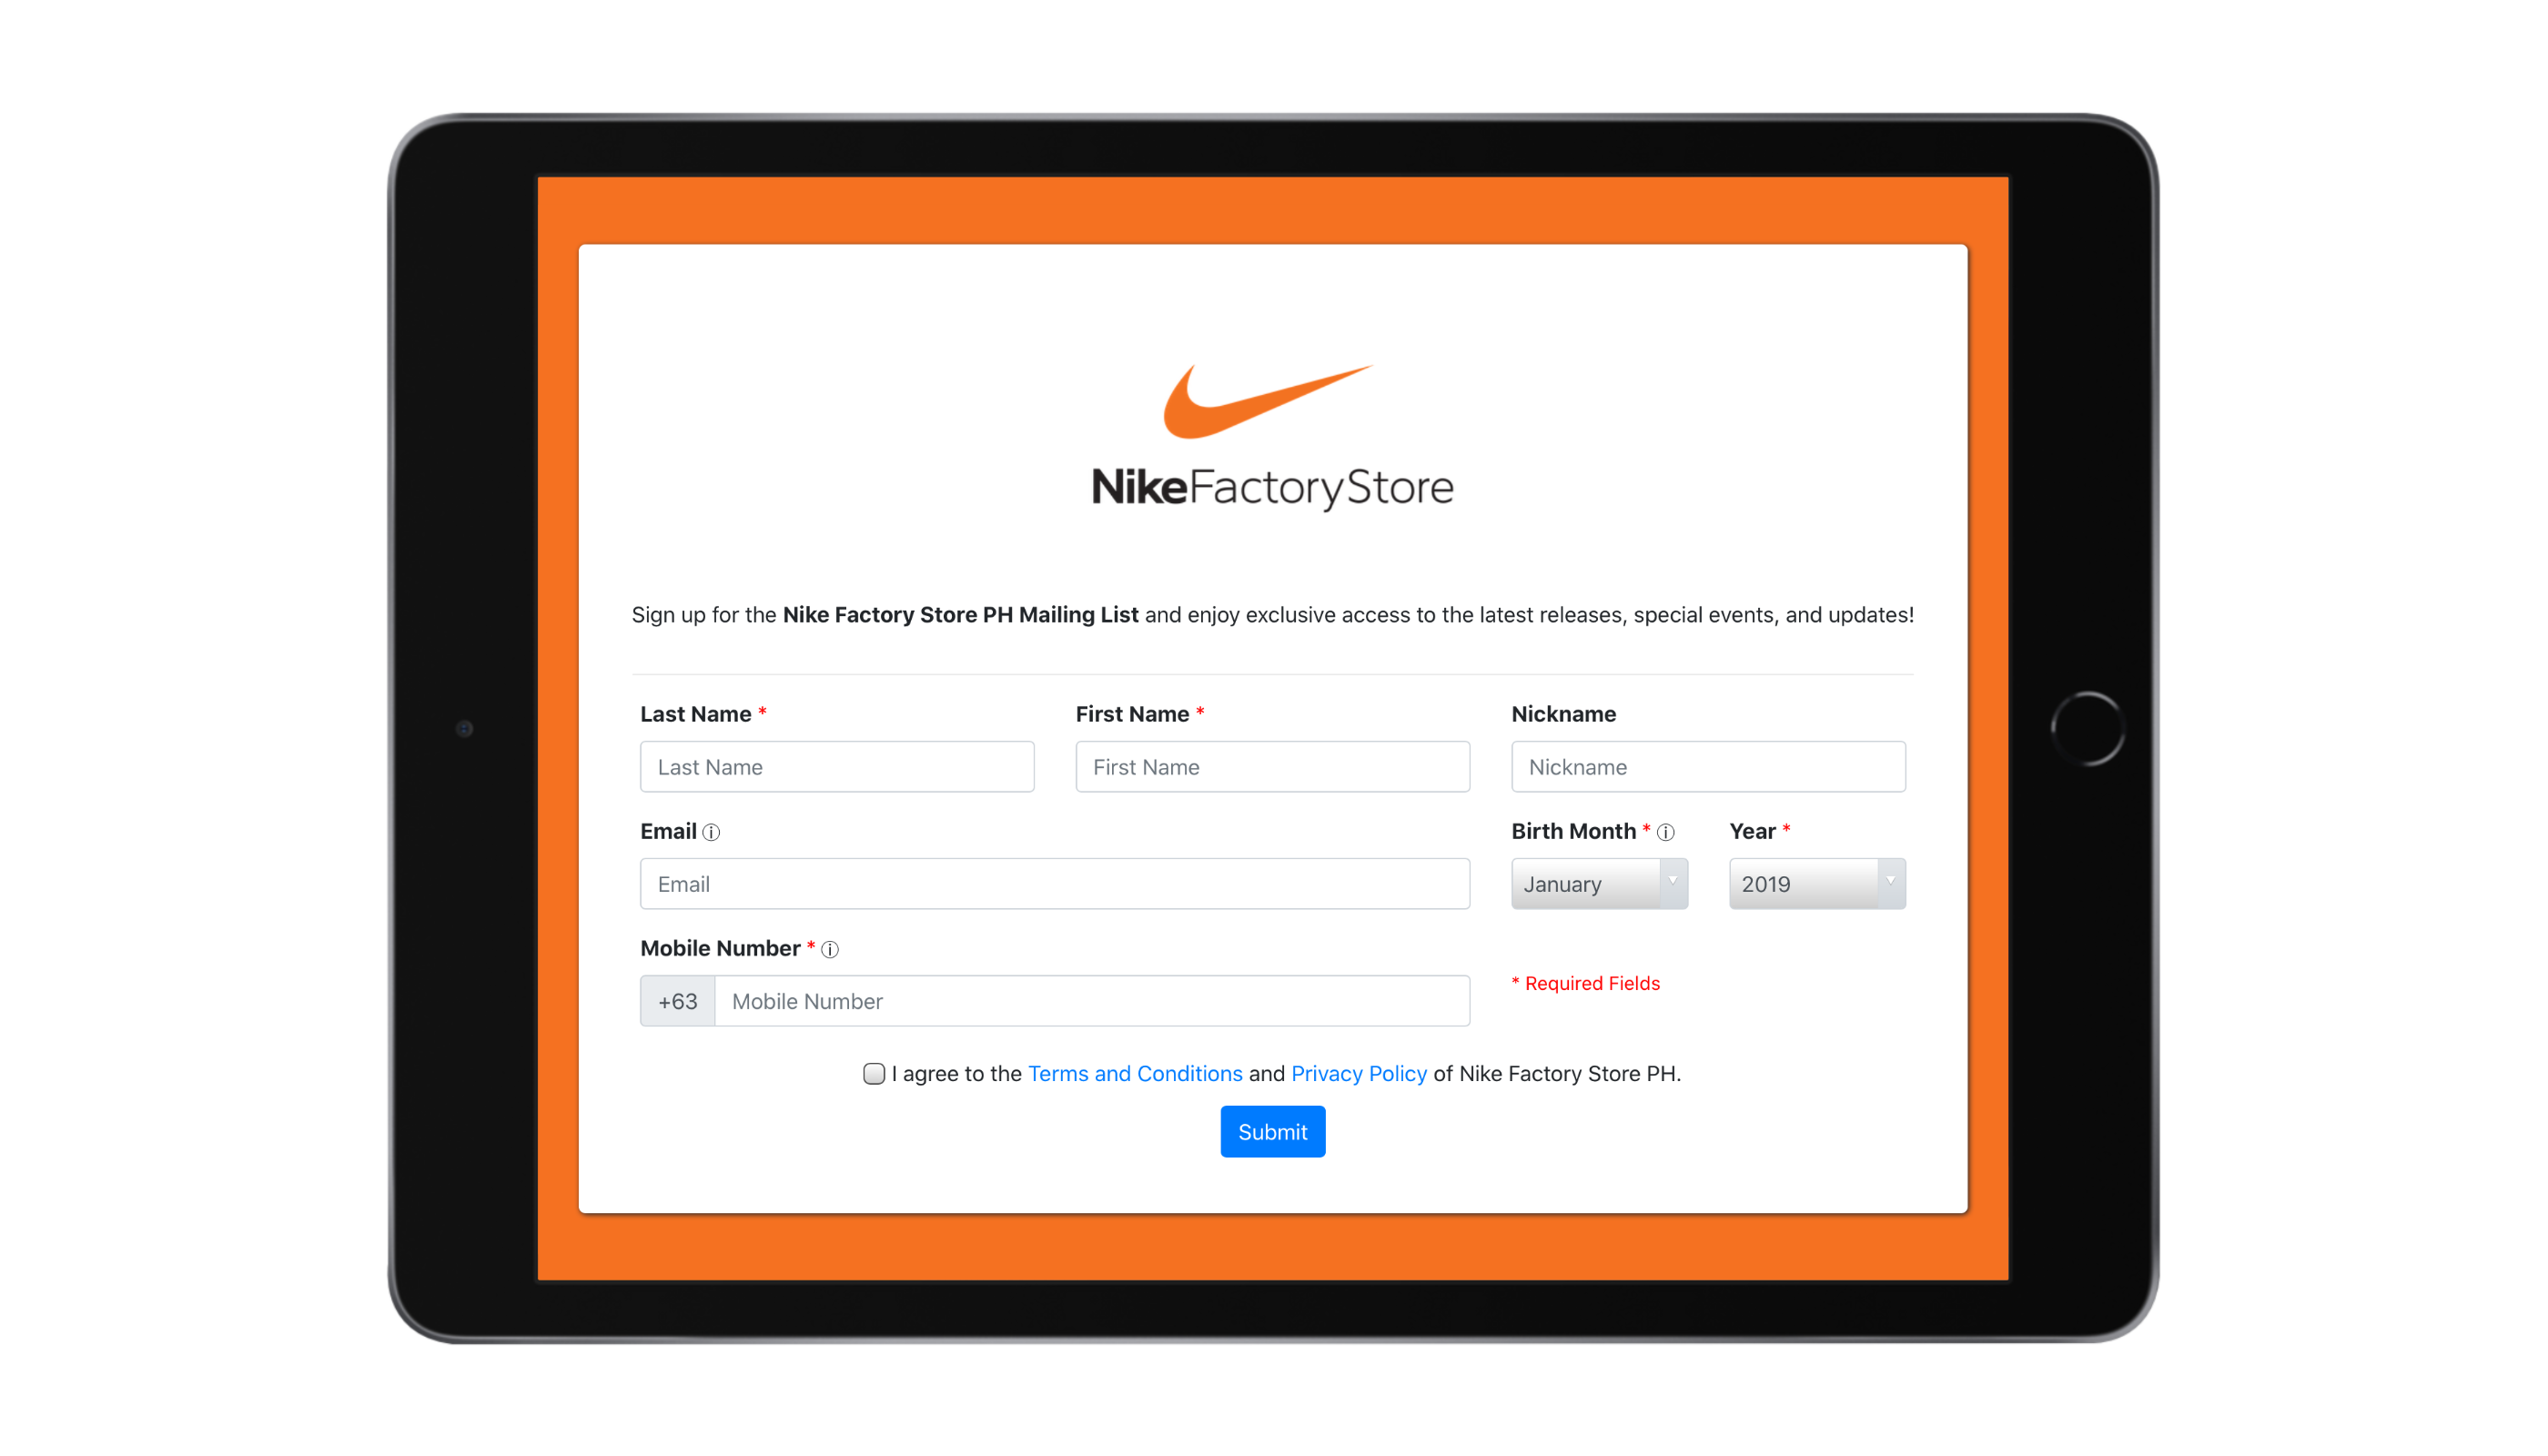 NikeFactoryStore
Sign up for the Nike Factory Store PH Mailing List and enjoy exclusive access to the latest releases, special events, and updates!
Last Name * First Name * Nickname
Last Name First Name Nickname
Email ⓘ Birth Month * ⓘ Year *
Email January 2019
Mobile Number * ⓘ
+63 Mobile Number * Required Fields
I agree to the Terms and Conditions and Privacy Policy of Nike Factory Store PH.
Submit